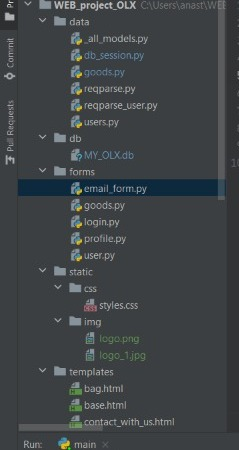 WEB_project_OLX C:\Users\anast\WEB
data
_all_models.py
db_session.py
goods.py
reqparse.py
reqparse_user.py
users.py
db
MY_OLX.db
forms
email_form.py
goods.py
login.py
profile.py
user.py
static
css
styles.css
img
logo.png
logo_1.jpg
templates
bag.html
base.html
contact_with_us.html
Run: main
Commit
Pull Requests